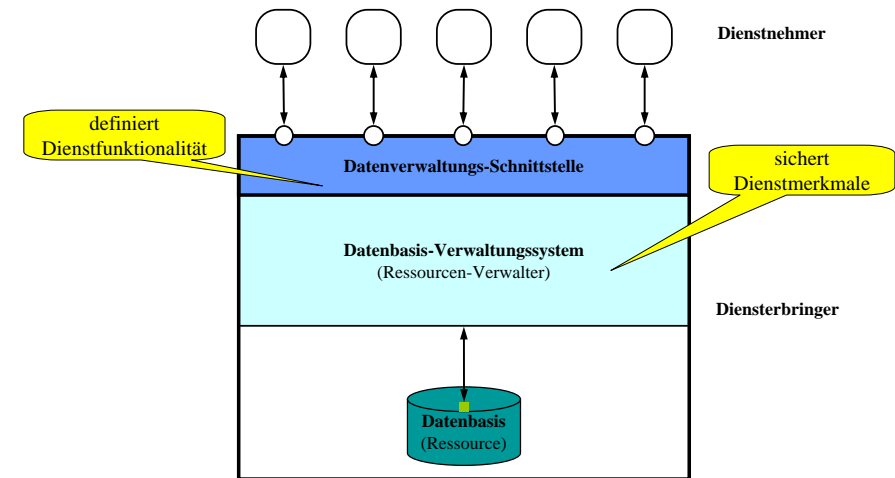 Dienstnehmer
definiert
Dienstfunktionalität
Datenverwaltungs-Schnittstelle
sichert
Dienstmerkmale
Datenbasis-Verwaltungssystem
(Ressourcen-Verwalter)
Diensterbringer
Datenbasis
(Ressource)